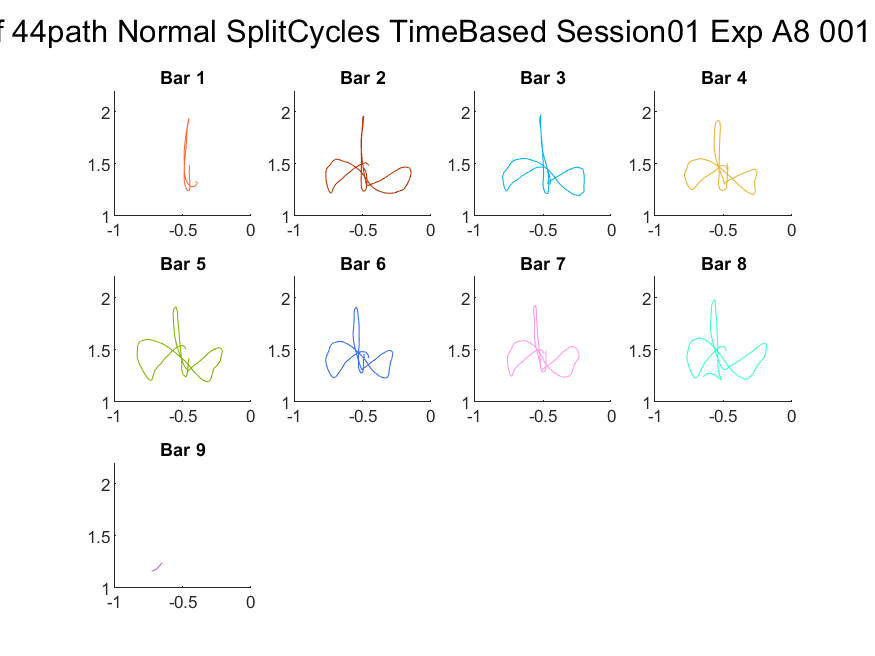 f 44path Normal SplitCycles TimeBased Session01 Exp A8 001
Bar 1 Bar 2 Bar 3 Bar 4
2 2 2 2
1.5 1.5 1.5 1.5
1 1 1 1
-1 -0.5 0 -1 -0.5 0 -1 -0.5 0 -1 -0.5 0
Bar 5 Bar 6 Bar 7 Bar 8
2 2 2 2
1.5 1.5 1.5 1.5
1 1 1 1
-1 -0.5 0 -1 -0.5 0 -1 -0.5 0 -1 -0.5 0
Bar 9
2
1.5
1
-1 -0.5 0